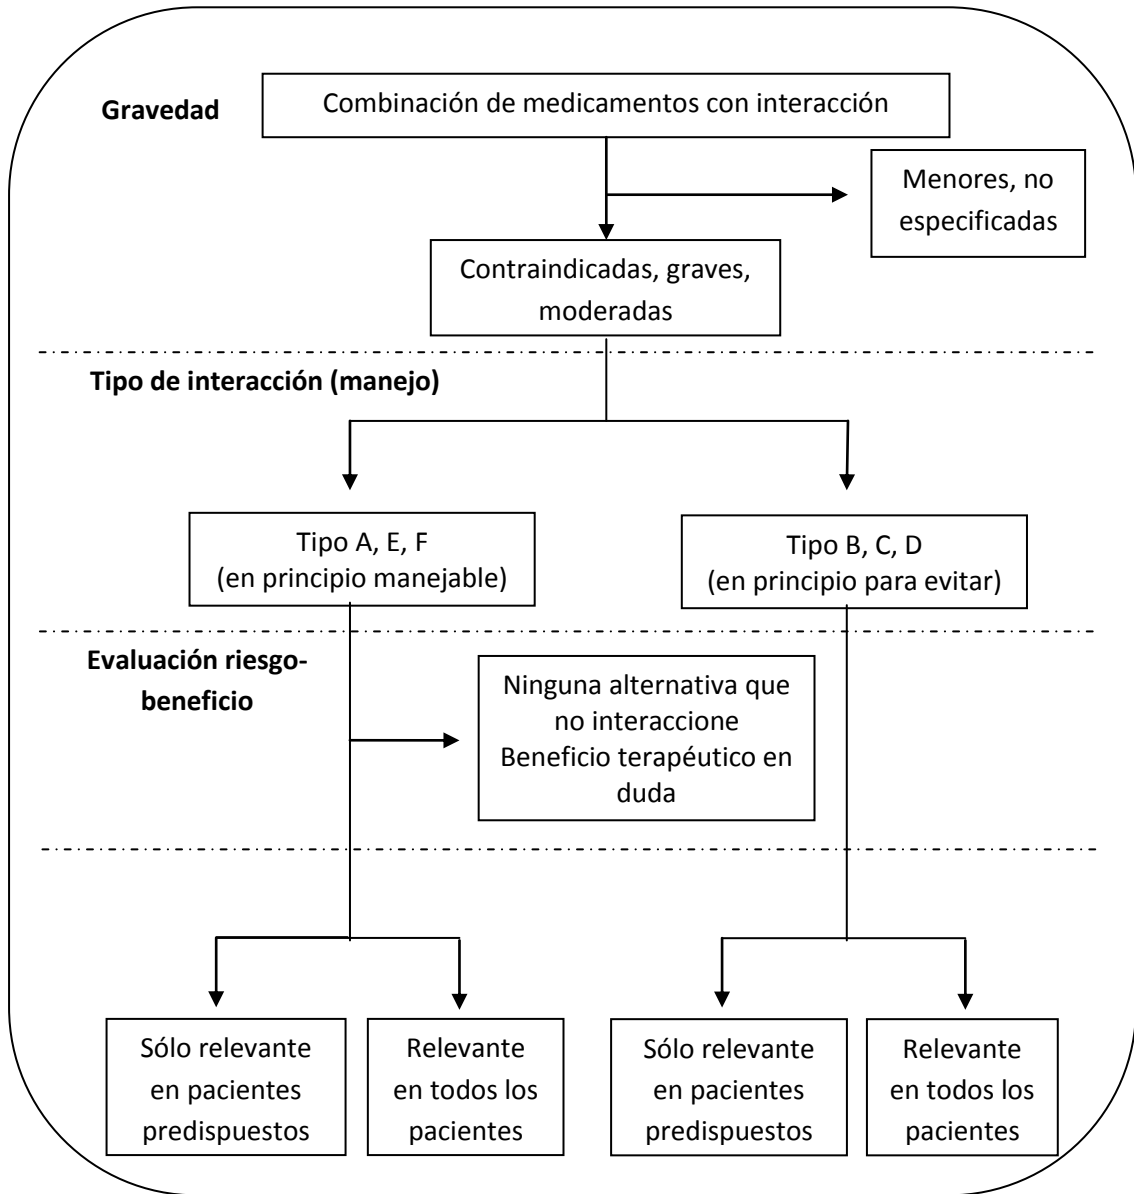 Gravedad
Combinación de medicamentos con interacción
Menores, no
especificadas
Contraindicadas, graves,
moderadas
Tipo de interacción (manejo)
Tipo A, E, F
(en principio manejable)
Tipo B, C, D
(en principio para evitar)
Evaluación riesgo-
beneficio
Ninguna alternativa que
no interaccione
Beneficio terapéutico en
duda
Sólo relevante
en pacientes
predispuestos
Relevante
en todos los
pacientes
Sólo relevante
en pacientes
predispuestos
Relevante
en todos los
pacientes